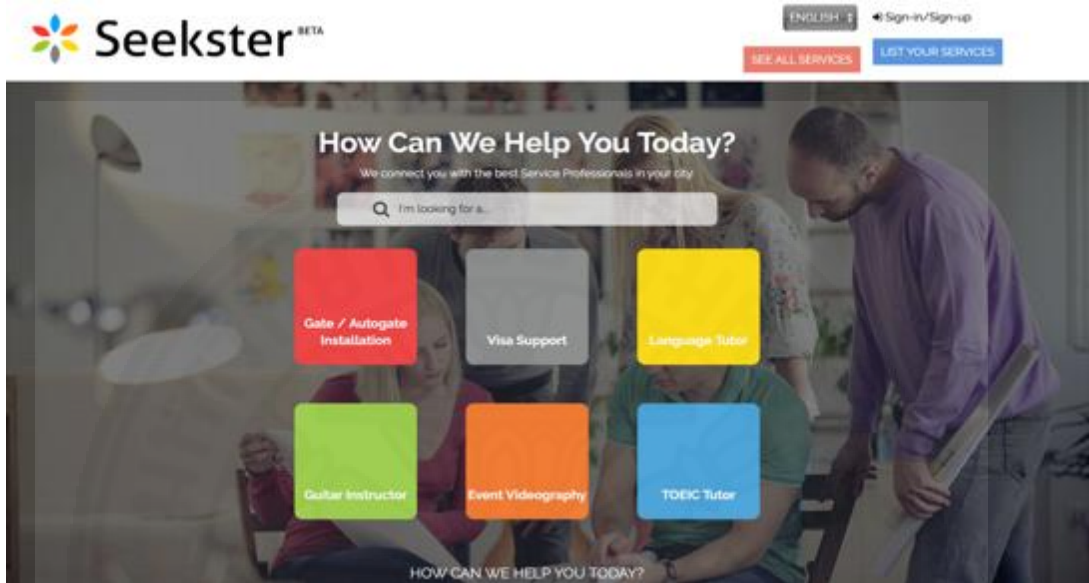 Seekster BETA
ENGLISH
Sign-in/Sign-up
SEE ALL SERVICES
LIST YOUR SERVICES
How Can We Help You Today?
We connect you with the best Service Professionals in your city
I'm looking for a...
Gate / Autogate
Installation
Visa Support
Language Tutor
Guitar Instructor
Event Videography
TOEIC Tutor
HOW CAN WE HELP YOU TODAY?